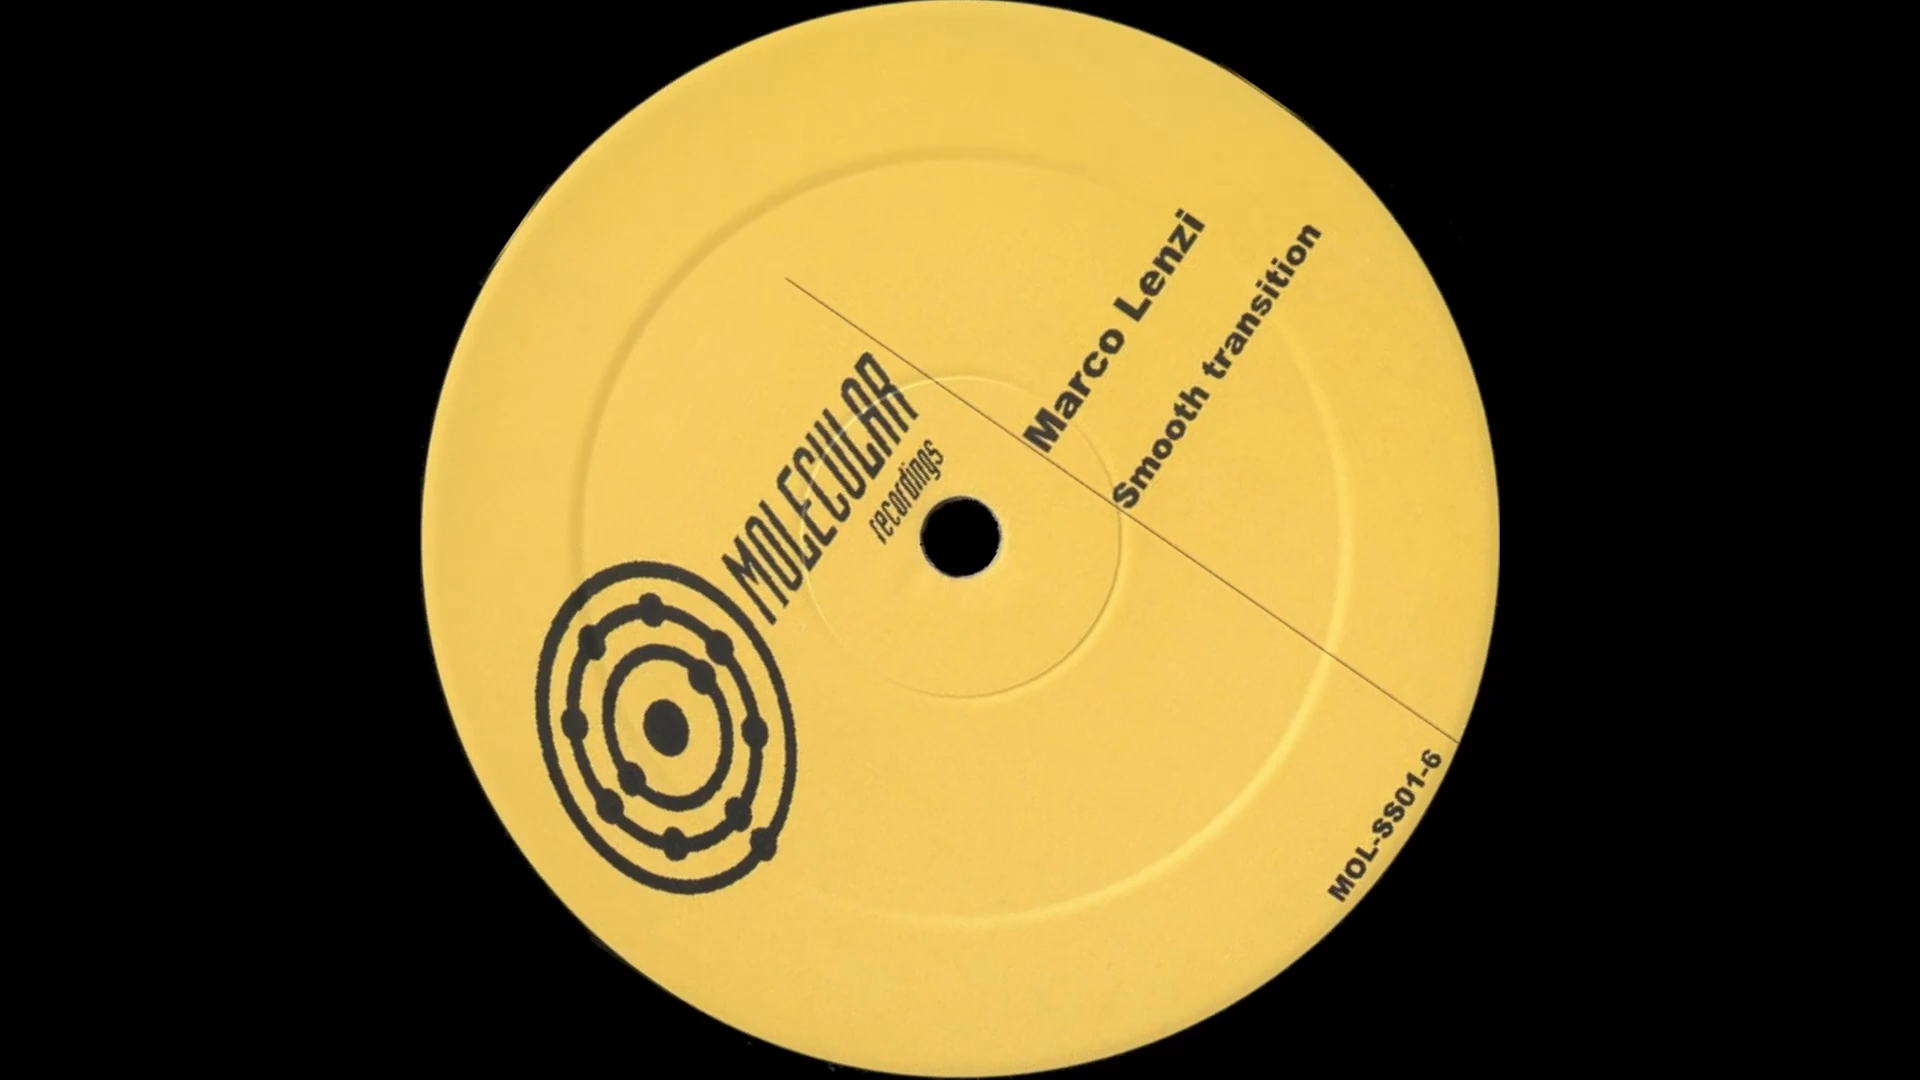 MOLECULAR
recordings
Marco Lenzi
Smooth transition
MOL-SS01-6